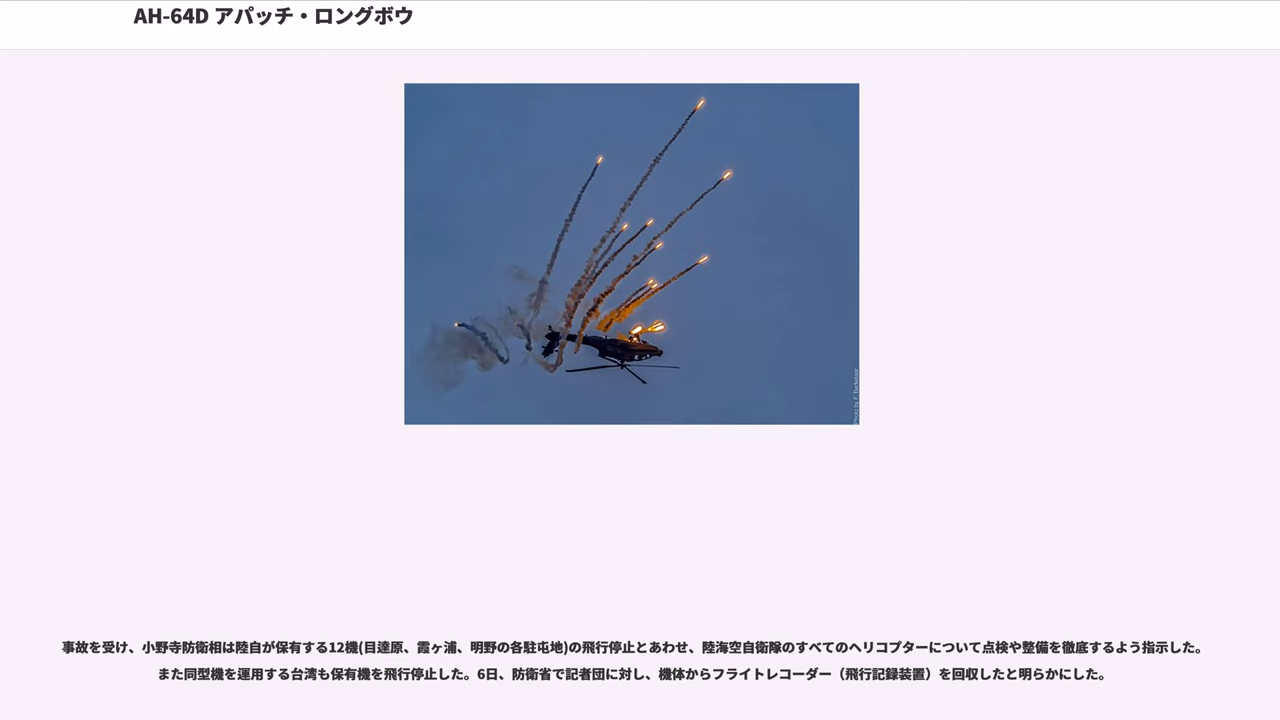 AH-64D アパッチ・ロングボウ
Photo by F. Duckminor
事故を受け、小野寺防衛相は陸自が保有する12機(目達原、霞ヶ浦、明野の各駐屯地)の飛行停止とあわせ、陸海空自衛隊のすべてのヘリコプターについて点検や整備を徹底するよう指示した。
また同型機を運用する台湾も保有機を飛行停止した。6日、防衛省で記者団に対し、機体からフライトレコーダー（飛行記録装置）を回収したと明らかにした。